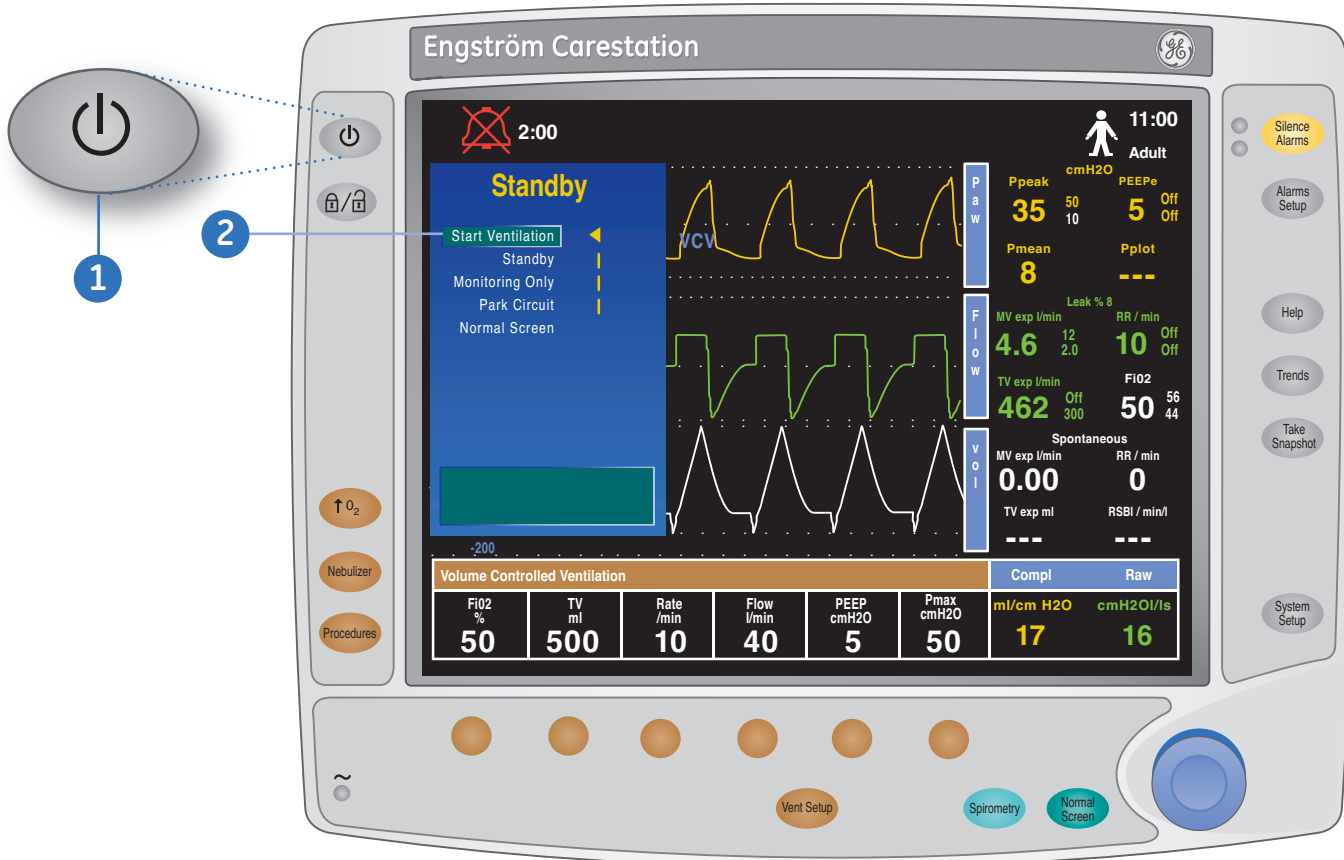 Engström Carestation
GE
2:00
11:00
Adult
Standby
Start Ventilation
Standby
Monitoring Only
Park Circuit
Normal Screen
1
2
VCV
-200
Paw
Flow
vol
cmH2O
Ppeak
PEEPe
35
50
10
5
Off
Off
Pmean
Pplot
8
---
Leak % 8
MV exp l/min
RR / min
4.6
12
2.0
10
Off
Off
TV exp l/min
Fi02
462
Off
300
50
56
44
Spontaneous
MV exp l/min
RR / min
0.00
0
TV exp ml
RSBI / min/l
---
---
Volume Controlled Ventilation
Compl
Raw
Fi02
%
50
TV
ml
500
Rate
/min
10
Flow
l/min
40
PEEP
cmH2O
5
Pmax
cmH2O
50
ml/cm H2O
17
cmH2Ol/ls
16
↑O₂
Nebulizer
Procedures
Silence
Alarms
Alarms
Setup
Help
Trends
Take
Snapshot
System
Setup
~
Vent Setup
Spirometry
Normal
Screen